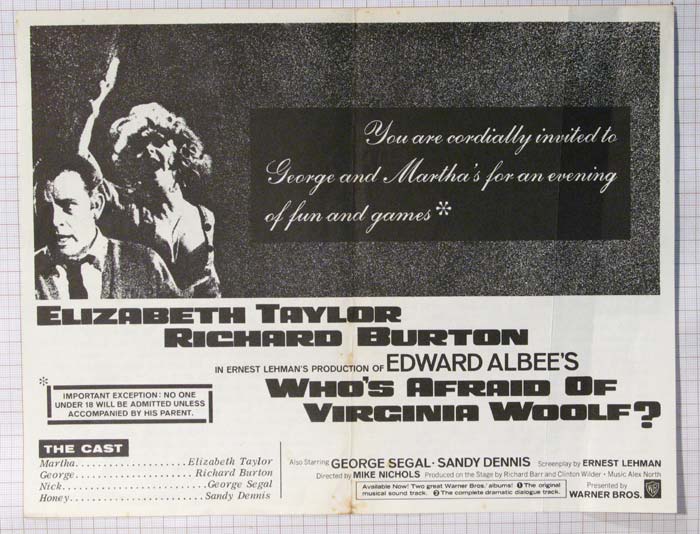 You are cordially invited to
George and Martha's for an evening
of fun and games*
ELIZABETH TAYLOR
RICHARD BURTON
IN ERNEST LEHMAN'S PRODUCTION OF EDWARD ALBEE'S
WHO'S AFRAID OF
VIRGINIA WOOLF?
*
IMPORTANT EXCEPTION: NO ONE
UNDER 18 WILL BE ADMITTED UNLESS
ACCOMPANIED BY HIS PARENT.
THE CAST
Martha.....................Elizabeth Taylor
George.....................Richard Burton
Nick.........................George Segal
Honey.......................Sandy Dennis
Also Starring GEORGE SEGAL · SANDY DENNIS Screenplay by ERNEST LEHMAN
Directed by MIKE NICHOLS Produced on the Stage by Richard Barr and Clinton Wilder · Music Alex North
Available Now! Two great Warner Bros.' albums! ❶ The original
musical sound track. ❷ The complete dramatic dialogue track.
Presented by
WARNER BROS.
WB